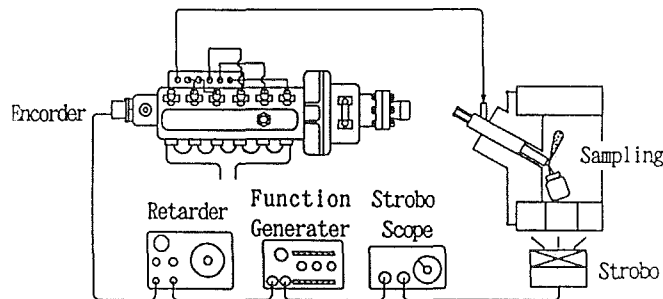 Encorder
Sampling
Retarder
Function
Generater
Strobo
Scope
Strobo